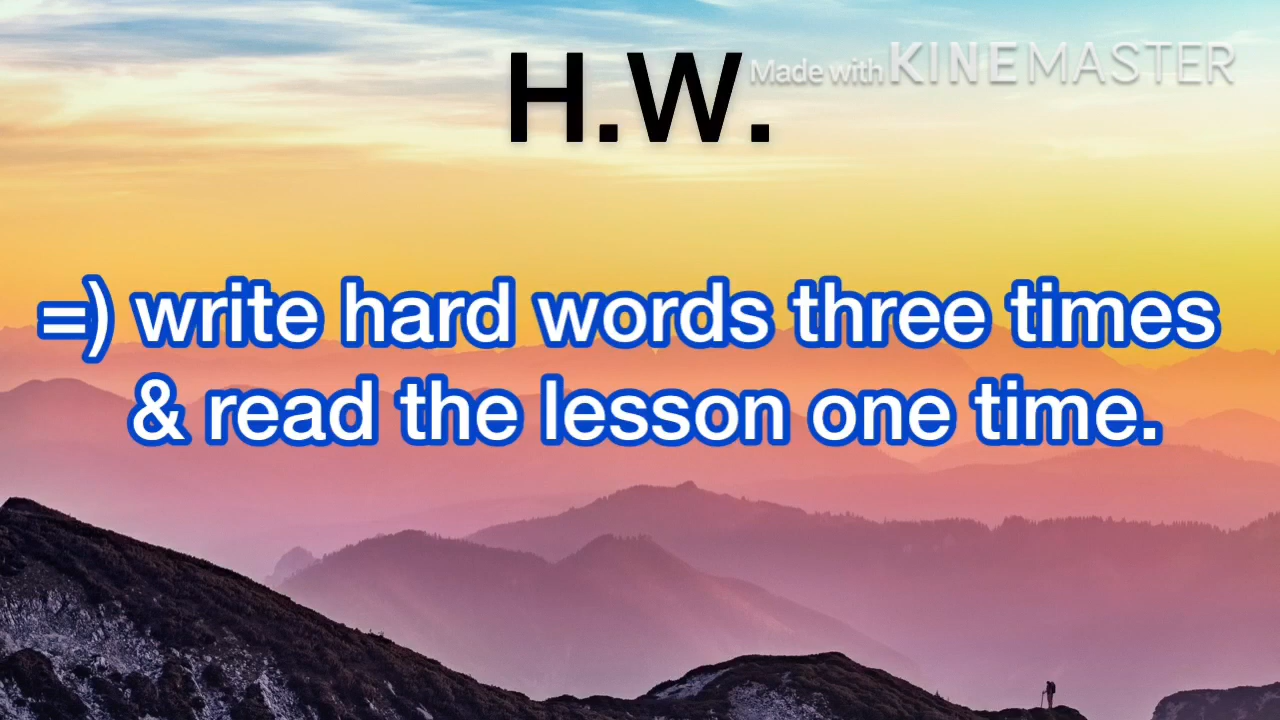 H.W.
Made with KINEMASTER
=) write hard words three times
& read the lesson one time.